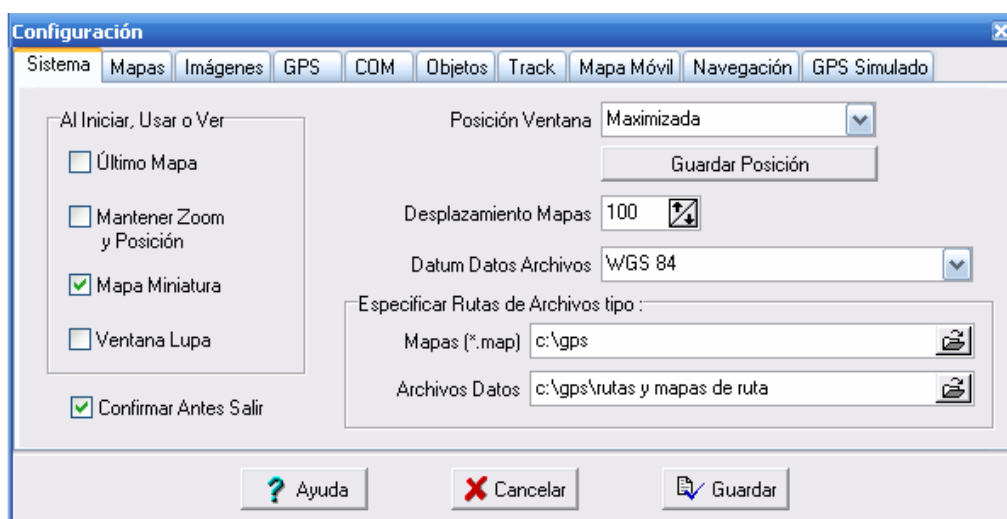 Configuración
Sistema Mapas Imágenes GPS COM Objetos Track Mapa Móvil Navegación GPS Simulado
Al Iniciar, Usar o Ver
Último Mapa
Mantener Zoom
y Posición
Mapa Miniatura
Ventana Lupa
Confirmar Antes Salir
Posición Ventana Maximizada
Guardar Posición
Desplazamiento Mapas 100
Datum Datos Archivos WGS 84
Especificar Rutas de Archivos tipo :
Mapas (*.map) c:\gps
Archivos Datos c:\gps\rutas y mapas de ruta
Ayuda Cancelar Guardar